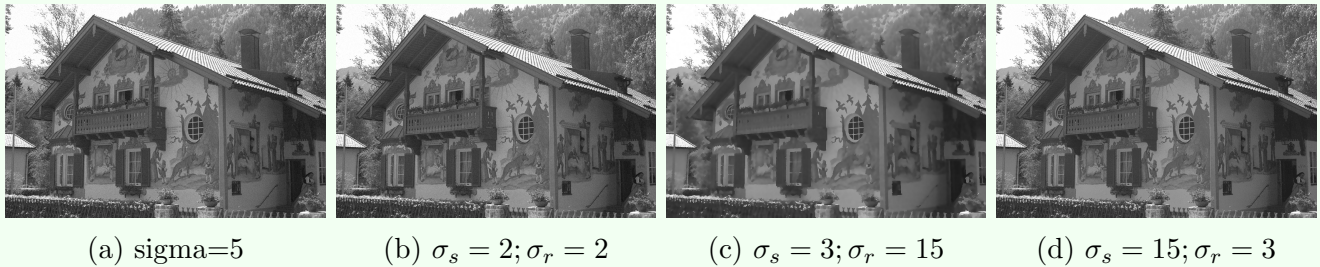 (a) sigma=5
(b) σ_s = 2; σ_r = 2
(c) σ_s = 3; σ_r = 15
(d) σ_s = 15; σ_r = 3